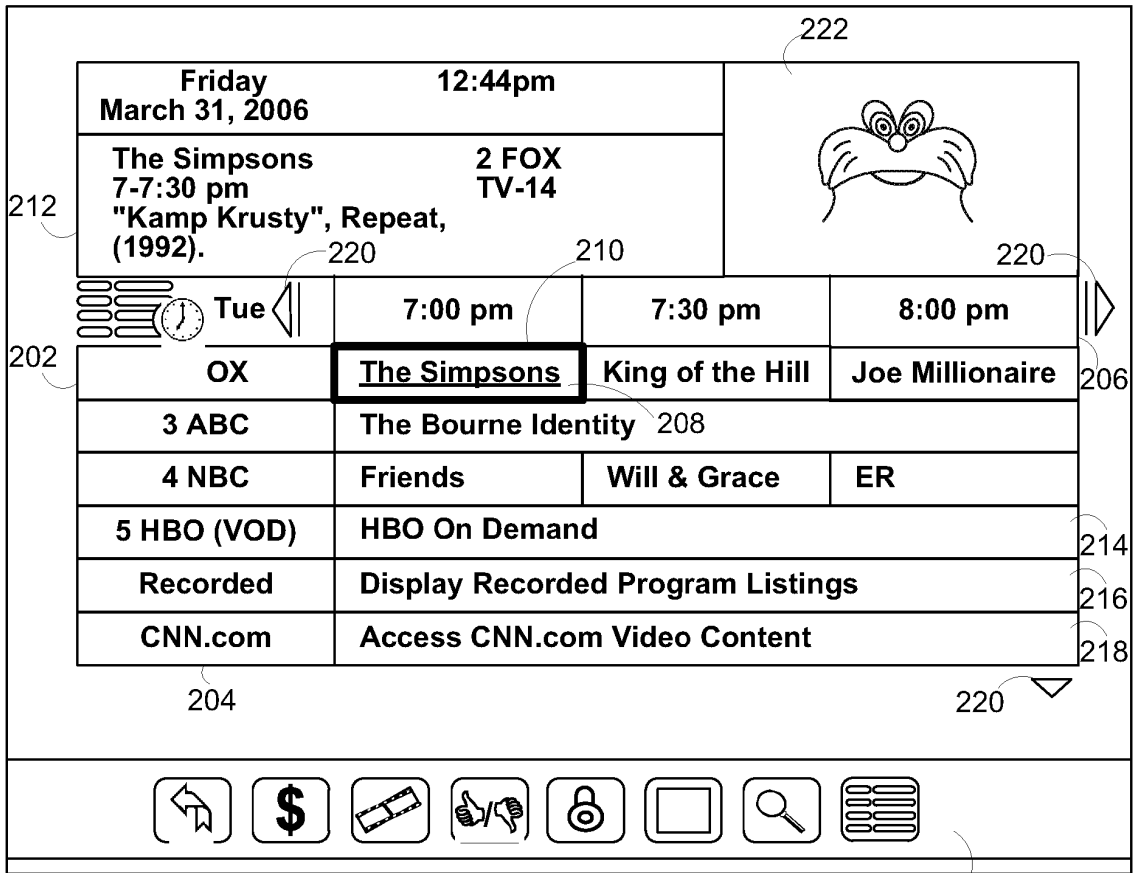 222
Friday 12:44pm
March 31, 2006
The Simpsons 2 FOX
7-7:30 pm TV-14
212
"Kamp Krusty", Repeat,
(1992).
220 210 220
Tue 7:00 pm 7:30 pm 8:00 pm
202
OX The Simpsons King of the Hill Joe Millionaire
206
3 ABC The Bourne Identity 208
4 NBC Friends Will & Grace ER
5 HBO (VOD) HBO On Demand
214
Recorded Display Recorded Program Listings
216
CNN.com Access CNN.com Video Content
218
204 220
$
/